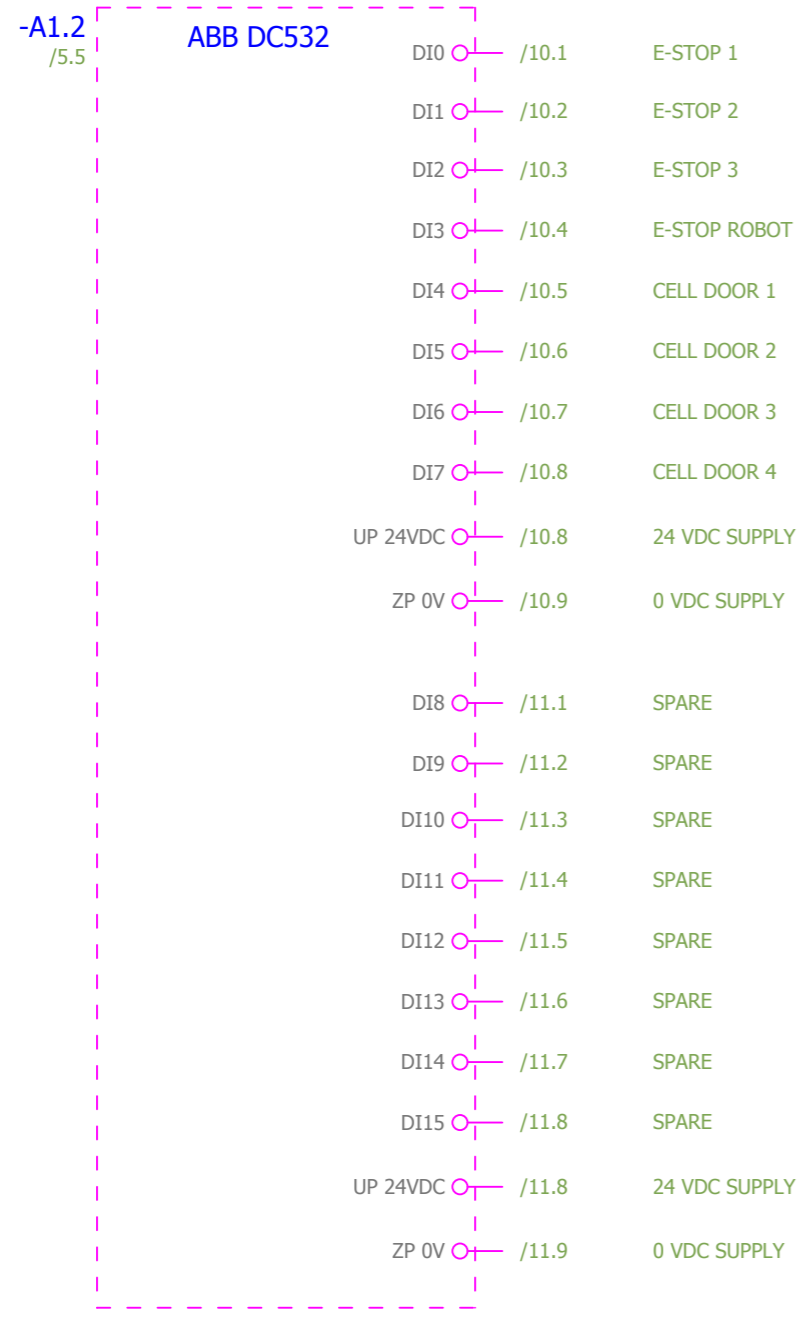 -A1.2 ABB DC532
/5.5
DI0 /10.1 E-STOP 1
DI1 /10.2 E-STOP 2
DI2 /10.3 E-STOP 3
DI3 /10.4 E-STOP ROBOT
DI4 /10.5 CELL DOOR 1
DI5 /10.6 CELL DOOR 2
DI6 /10.7 CELL DOOR 3
DI7 /10.8 CELL DOOR 4
UP 24VDC /10.8 24 VDC SUPPLY
ZP 0V /10.9 0 VDC SUPPLY
DI8 /11.1 SPARE
DI9 /11.2 SPARE
DI10 /11.3 SPARE
DI11 /11.4 SPARE
DI12 /11.5 SPARE
DI13 /11.6 SPARE
DI14 /11.7 SPARE
DI15 /11.8 SPARE
UP 24VDC /11.8 24 VDC SUPPLY
ZP 0V /11.9 0 VDC SUPPLY